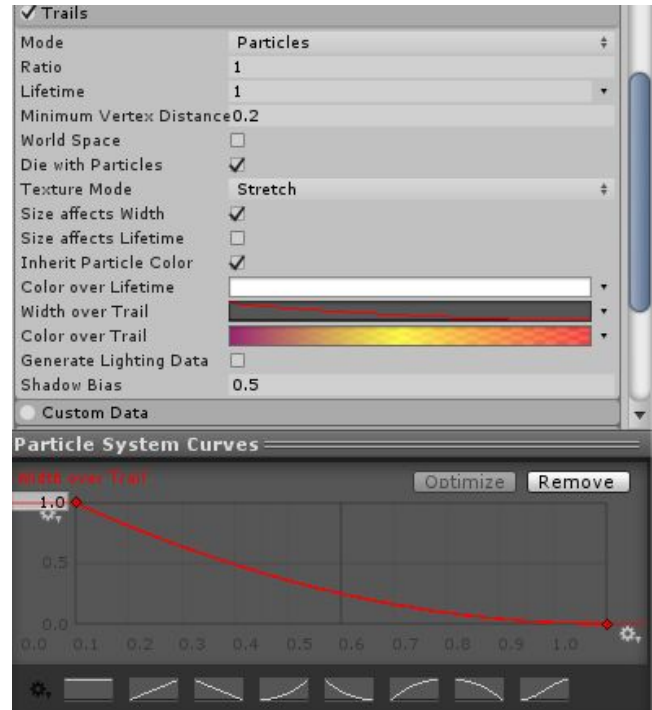 Trails
Mode Particles
Ratio 1
Lifetime 1
Minimum Vertex Distance 0.2
World Space
Die with Particles
Texture Mode Stretch
Size affects Width
Size affects Lifetime
Inherit Particle Color
Color over Lifetime
Width over Trail
Color over Trail
Generate Lighting Data
Shadow Bias 0.5
Custom Data
Particle System Curves
Width over Trail Optimize Remove
1.0
0.5
0.0
0.0 0.1 0.2 0.3 0.4 0.5 0.6 0.7 0.8 0.9 1.0